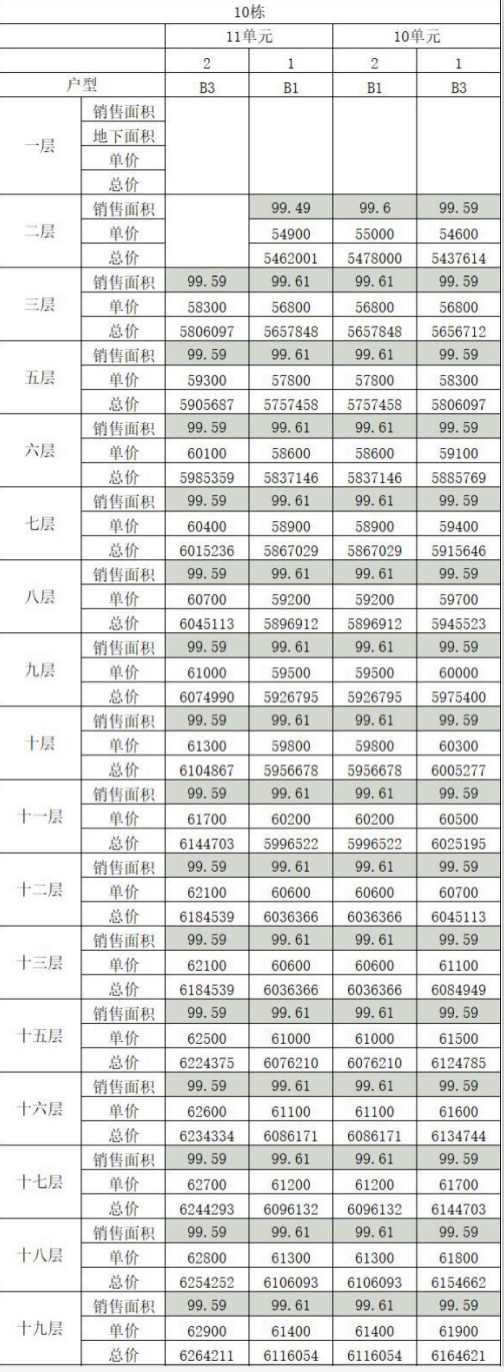 10栋
11单元 10单元
2 1 2 1
户型 B3 B1 B1 B3
一层
销售面积
地下面积
单价
总价
二层
销售面积 99.49 99.6 99.59
单价 54900 55000 54600
总价 5462001 5478000 5437614
三层
销售面积 99.59 99.61 99.61 99.59
单价 58300 56800 56800 56800
总价 5806097 5657848 5657848 5656712
五层
销售面积 99.59 99.61 99.61 99.59
单价 59300 57800 57800 58300
总价 5905687 5757458 5757458 5806097
六层
销售面积 99.59 99.61 99.61 99.59
单价 60100 58600 58600 59100
总价 5985359 5837146 5837146 5885769
七层
销售面积 99.59 99.61 99.61 99.59
单价 60400 58900 58900 59400
总价 6015236 5867029 5867029 5915646
八层
销售面积 99.59 99.61 99.61 99.59
单价 60700 59200 59200 59700
总价 6045113 5896912 5896912 5945523
九层
销售面积 99.59 99.61 99.61 99.59
单价 61000 59500 59500 60000
总价 6074990 5926795 5926795 5975400
十层
销售面积 99.59 99.61 99.61 99.59
单价 61300 59800 59800 60300
总价 6104867 5956678 5956678 6005277
十一层
销售面积 99.59 99.61 99.61 99.59
单价 61700 60200 60200 60500
总价 6144703 5996522 5996522 6025195
十二层
销售面积 99.59 99.61 99.61 99.59
单价 62100 60600 60600 60700
总价 6184539 6036366 6036366 6045113
十三层
销售面积 99.59 99.61 99.61 99.59
单价 62100 60600 60600 61100
总价 6184539 6036366 6036366 6084949
十五层
销售面积 99.59 99.61 99.61 99.59
单价 62500 61000 61000 61500
总价 6224375 6076210 6076210 6124785
十六层
销售面积 99.59 99.61 99.61 99.59
单价 62600 61100 61100 61600
总价 6234334 6086171 6086171 6134744
十七层
销售面积 99.59 99.61 99.61 99.59
单价 62700 61200 61200 61700
总价 6244293 6096132 6096132 6144703
十八层
销售面积 99.59 99.61 99.61 99.59
单价 62800 61300 61300 61800
总价 6254252 6106093 6106093 6154662
十九层
销售面积 99.59 99.61 99.61 99.59
单价 62900 61400 61400 61900
总价 6264211 6116054 6116054 6164621